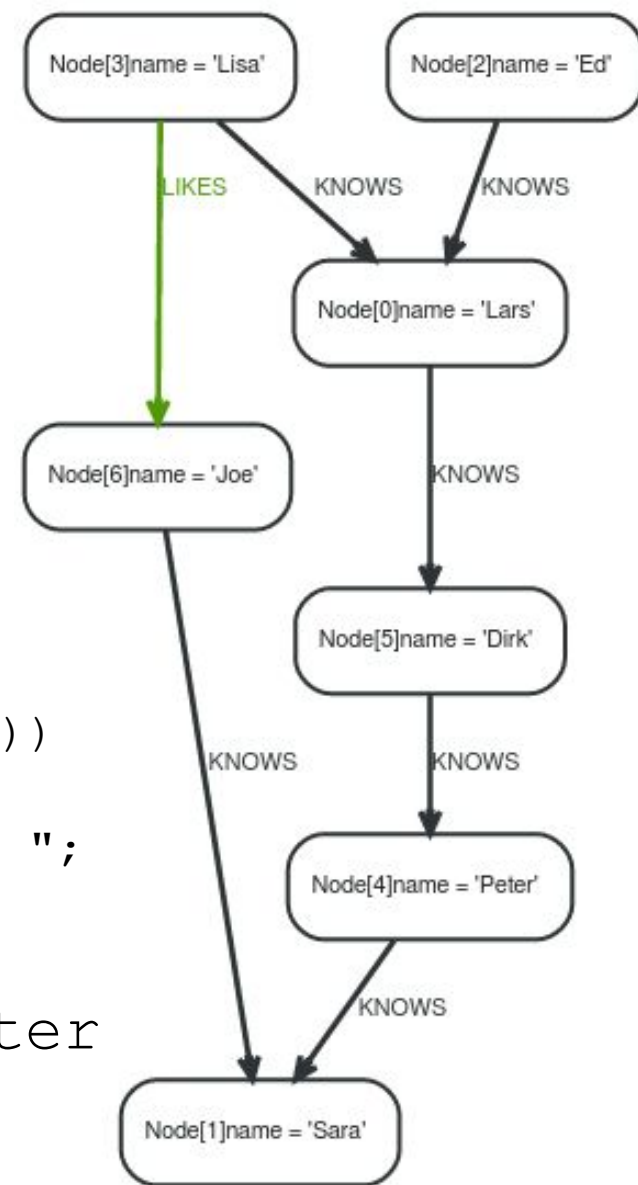 Node[3]name = 'Lisa'
Node[2]name = 'Ed'
LIKES
KNOWS
KNOWS
Node[0]name = 'Lars'
Node[6]name = 'Joe'
KNOWS
Node[5]name = 'Dirk'
))
KNOWS
KNOWS
";
Node[4]name = 'Peter'
KNOWS
ter
Node[1]name = 'Sara'